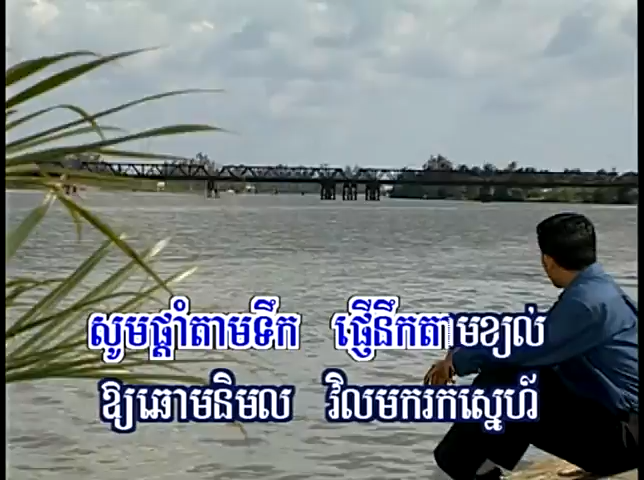 សូមផ្ដាំតាមទឹក ផ្ញើនឹកតាមខ្យល់
ឱ្យឆោមនិមល វិលមករកស្នេហ៍